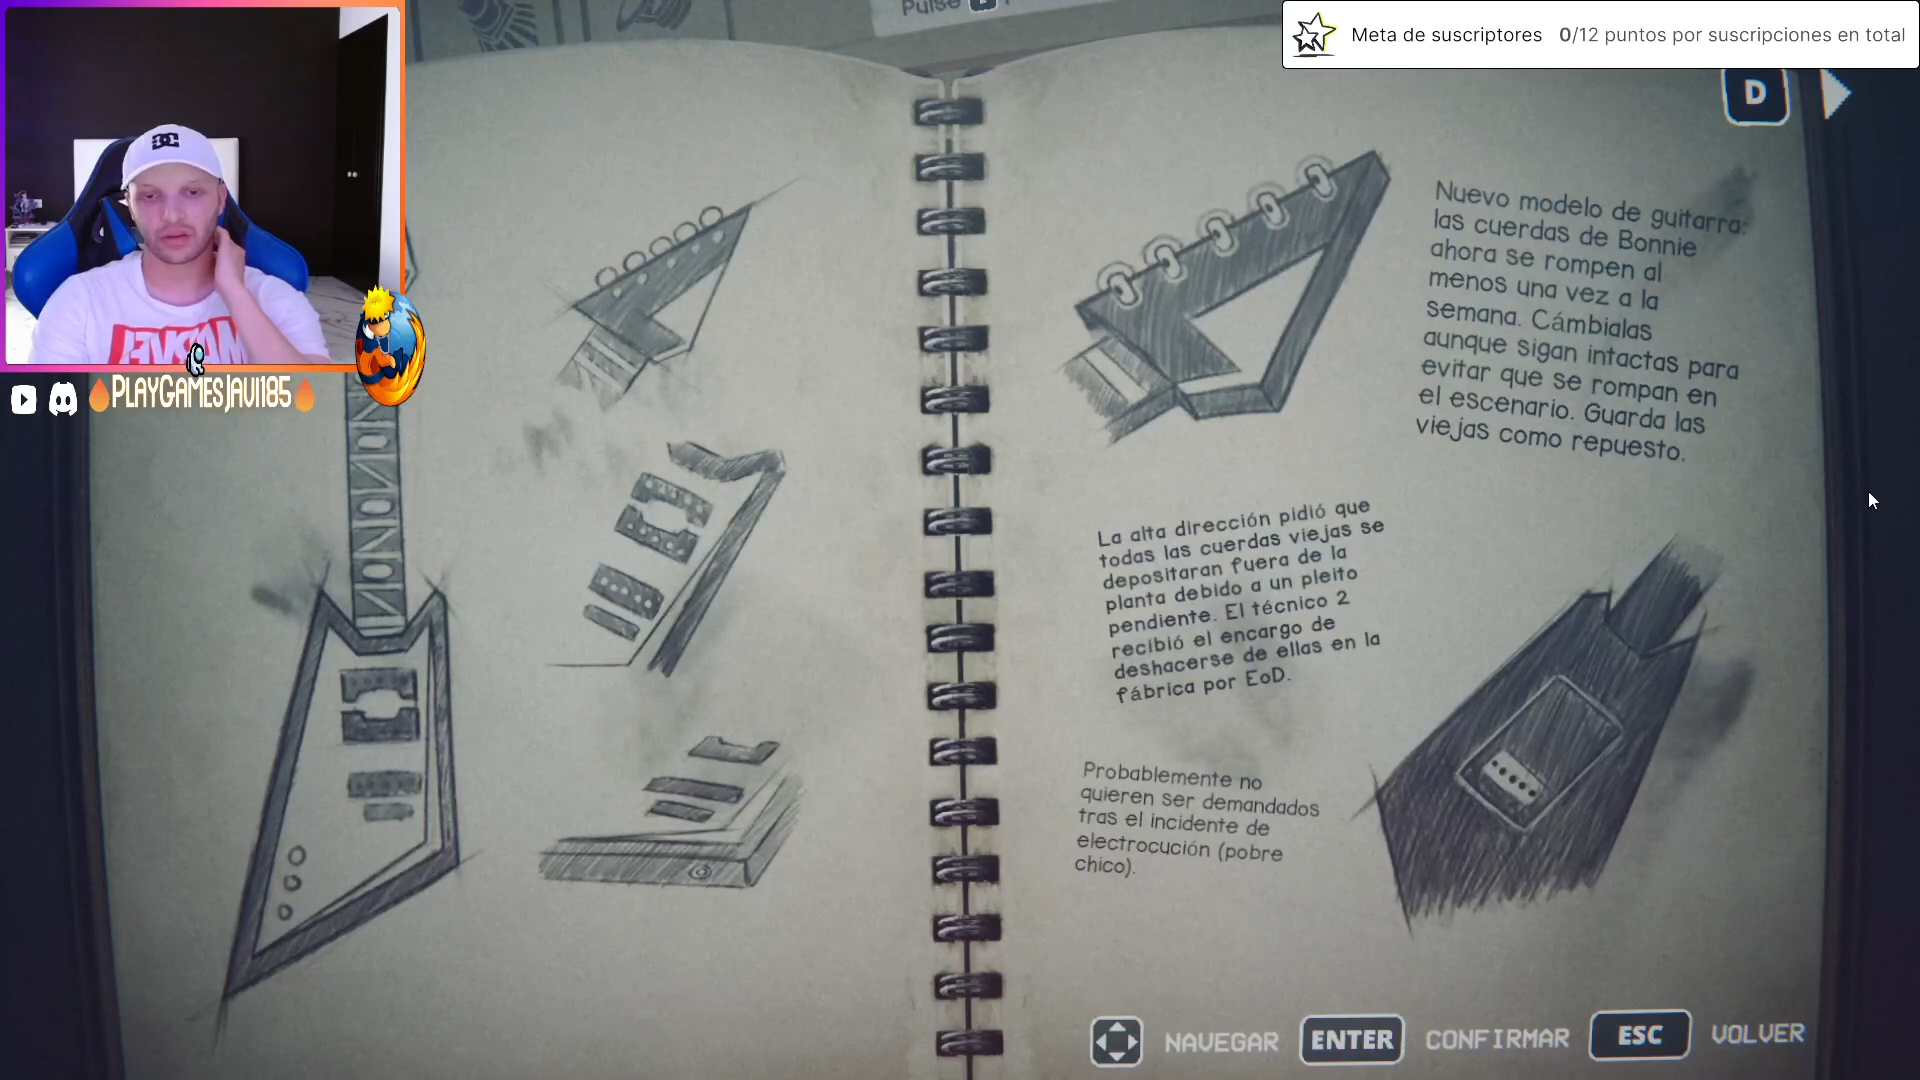 Pulse
Meta de suscriptores 0/12 puntos por suscripciones en total
D
PLAYGAMESJAVI185
Nuevo modelo de guitarra:
las cuerdas de Bonnie
ahora se rompen al
menos una vez a la
semana. Cámbialas
aunque sigan intactas para
evitar que se rompan en
el escenario. Guarda las
viejas como repuesto.
La alta dirección pidió que
todas las cuerdas viejas se
depositaran fuera de la
planta debido a un pleito
pendiente. El técnico 2
recibió el encargo de
deshacerse de ellas en la
fábrica por EoD.
Probablemente no
quieren ser demandados
tras el incidente de
electrocución (pobre
chico).
NAVEGAR ENTER CONFIRMAR ESC VOLVER